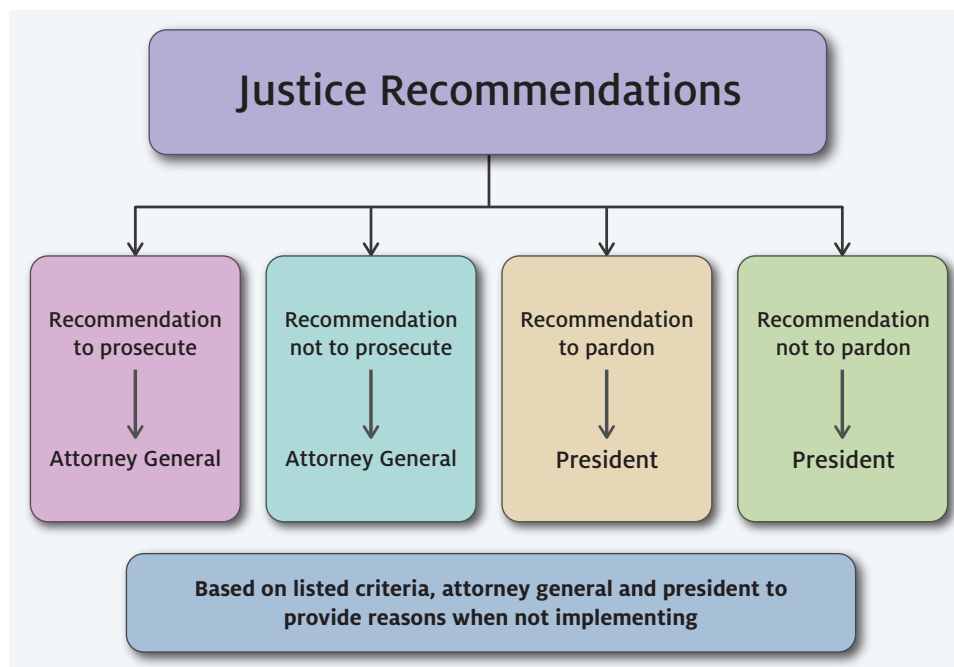 Justice Recommendations
Recommendation
to prosecute
Attorney General
Recommendation
not to prosecute
Attorney General
Recommendation
to pardon
President
Recommendation
not to pardon
President
Based on listed criteria, attorney general and president to
provide reasons when not implementing